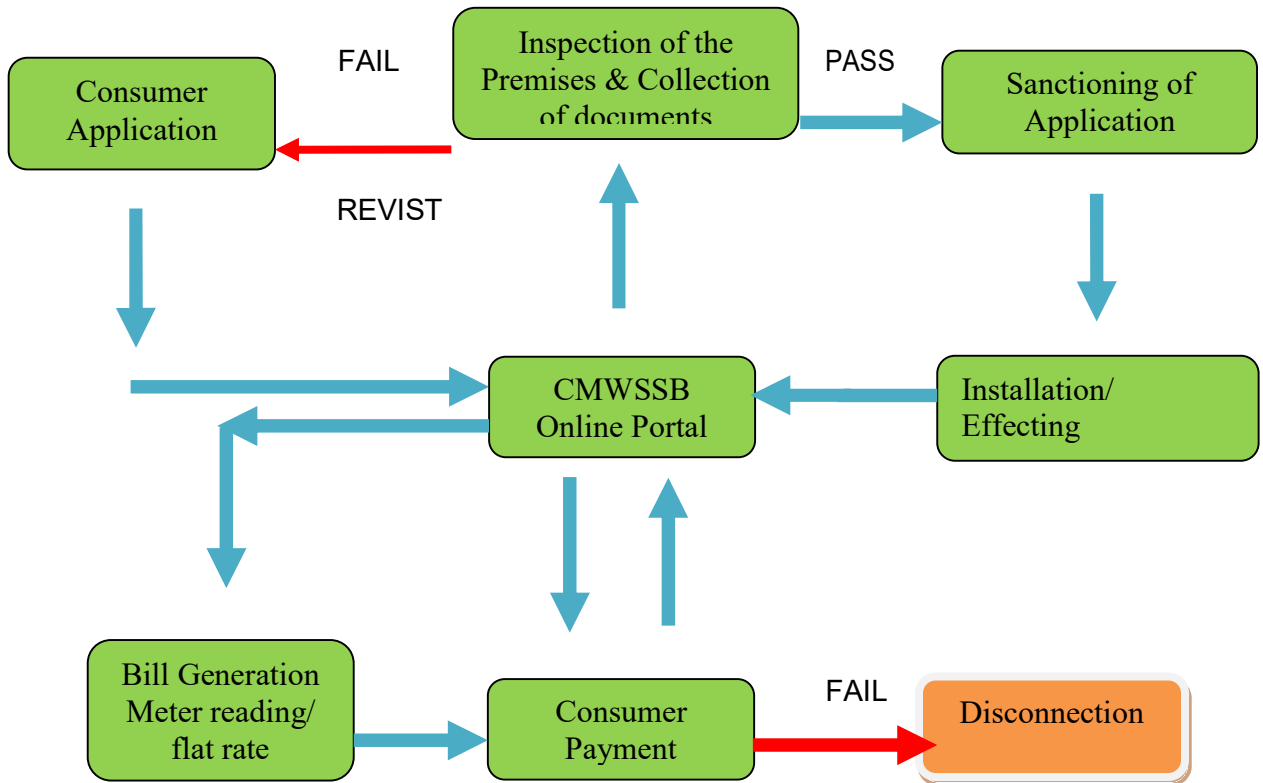 Consumer
Application
FAIL
REVIST
Inspection of the
Premises & Collection
of documents
PASS
Sanctioning of
Application
CMWSSB
Online Portal
Installation/
Effecting
Bill Generation
Meter reading/
flat rate
Consumer
Payment
FAIL
Disconnection